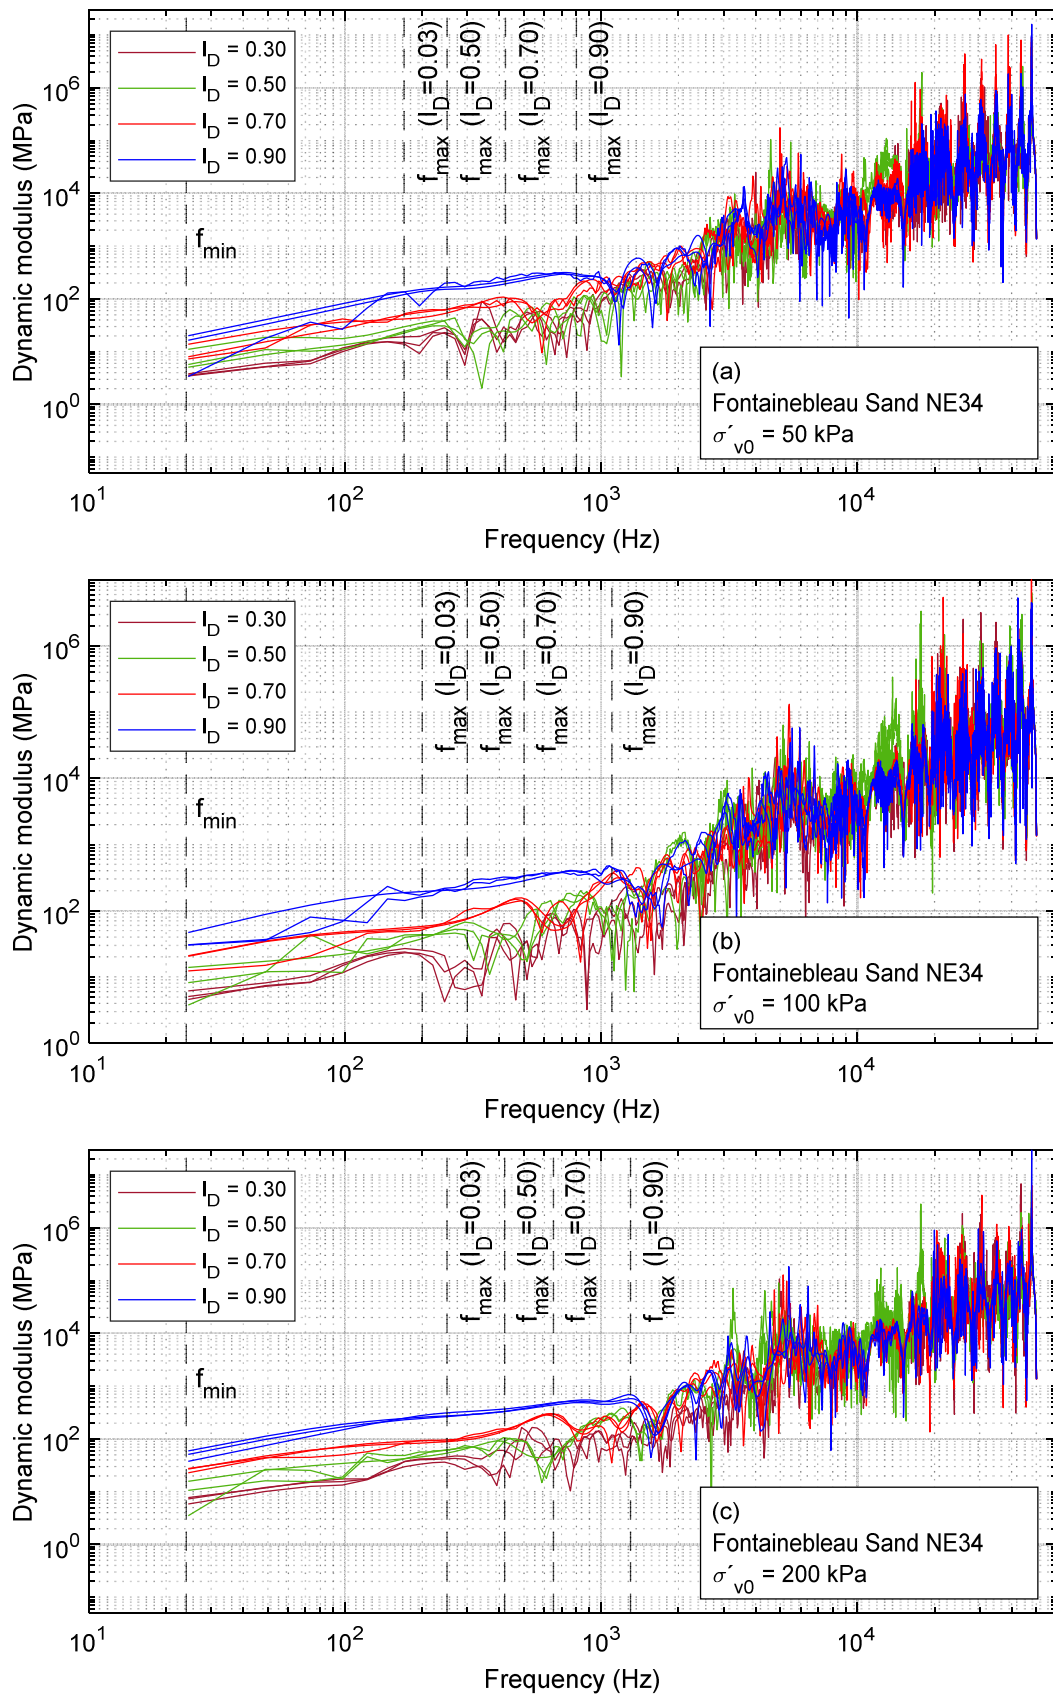 I_D = 0.30
I_D = 0.50
I_D = 0.70
I_D = 0.90
f_max (I_D=0.03)
f_max (I_D=0.50)
f_max (I_D=0.70)
f_max (I_D=0.90)
f_min
Dynamic modulus (MPa)
10^6
10^4
10^2
10^0
(a)
Fontainebleau Sand NE34
σ´_v0 = 50 kPa
10^1
10^2
10^3
10^4
Frequency (Hz)
I_D = 0.30
I_D = 0.50
I_D = 0.70
I_D = 0.90
f_max (I_D=0.03)
f_max (I_D=0.50)
f_max (I_D=0.70)
f_max (I_D=0.90)
f_min
Dynamic modulus (MPa)
10^6
10^4
10^2
10^0
(b)
Fontainebleau Sand NE34
σ´_v0 = 100 kPa
10^1
10^2
10^3
10^4
Frequency (Hz)
I_D = 0.30
I_D = 0.50
I_D = 0.70
I_D = 0.90
f_max (I_D=0.03)
f_max (I_D=0.50)
f_max (I_D=0.70)
f_max (I_D=0.90)
f_min
Dynamic modulus (MPa)
10^6
10^4
10^2
10^0
(c)
Fontainebleau Sand NE34
σ´_v0 = 200 kPa
10^1
10^2
10^3
10^4
Frequency (Hz)